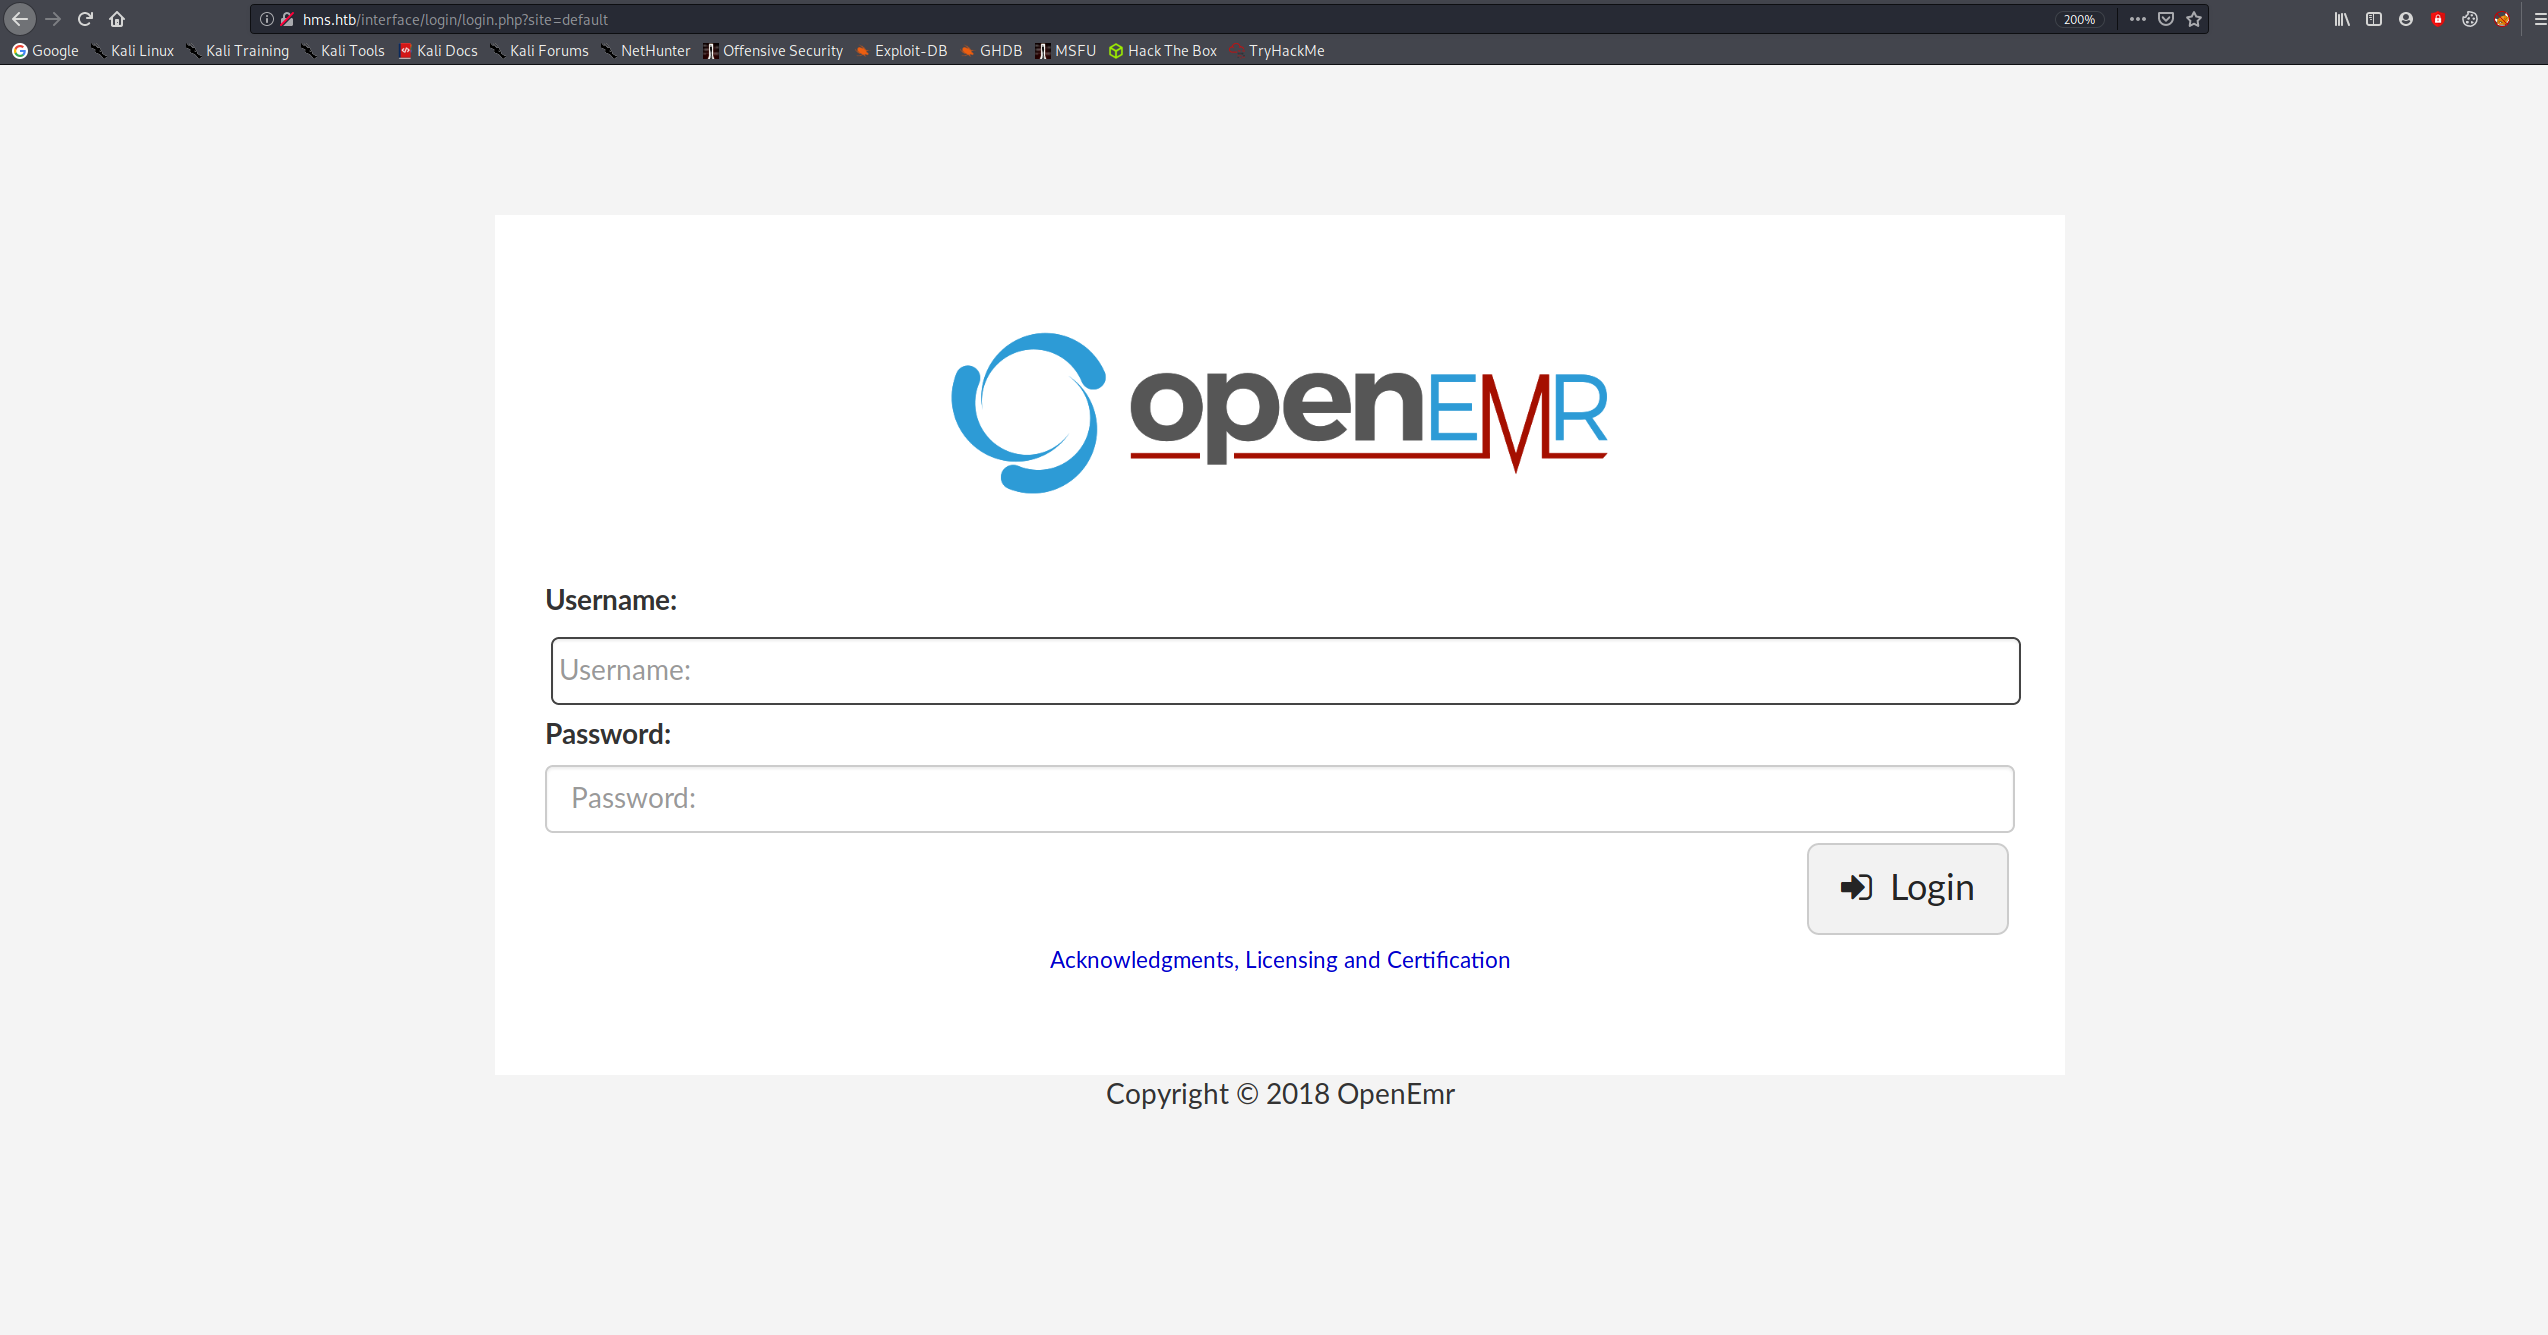 hms.htb/interface/login/login.php?site=default 200%
Google Kali Linux Kali Training Kali Tools Kali Docs Kali Forums NetHunter Offensive Security Exploit-DB GHDB MSFU Hack The Box TryHackMe
openEMR
Username:
Username:
Password:
Password:
Login
Acknowledgments, Licensing and Certification
Copyright © 2018 OpenEmr